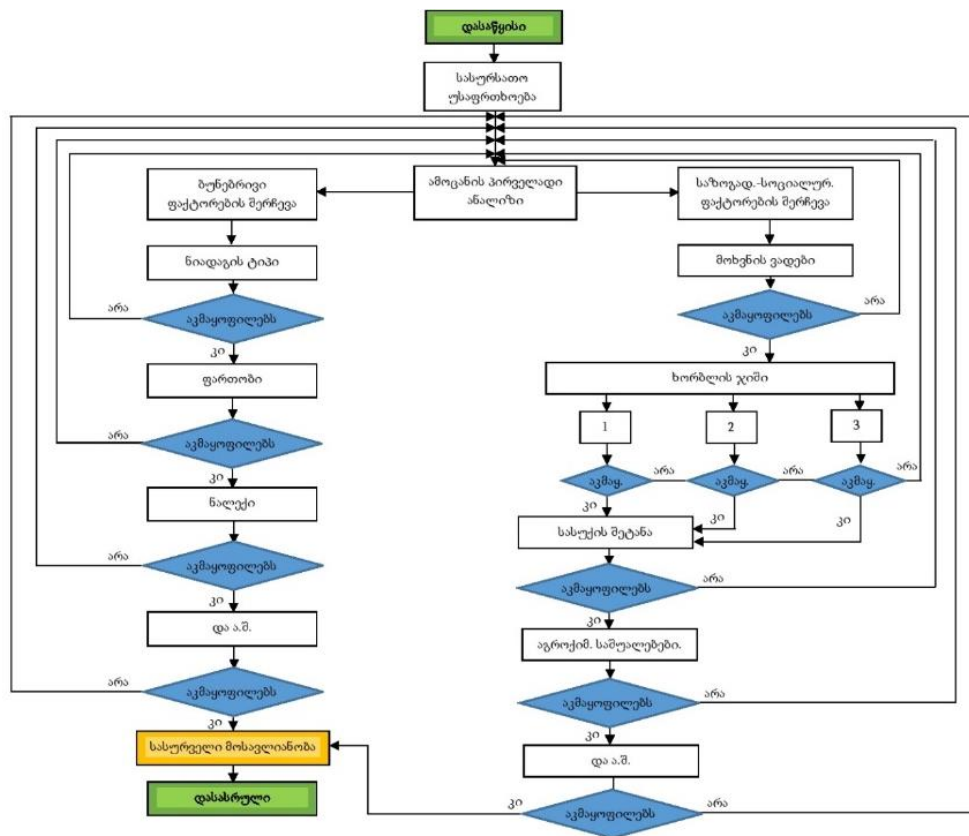 დასაწყისი
სასურსათო
უსაფრთხოება
ამოცანის პირველადი
ანალიზი
ბუნებრივი
ფაქტორების შერჩევა
ნიადაგის ტიპი
არა
აკმაყოფილებს
კი
ფართობი
არა
აკმაყოფილებს
კი
ნალექი
არა
აკმაყოფილებს
კი
და ა.შ.
არა
აკმაყოფილებს
კი
სასურველი მოსავლიანობა
დასასრული
საზოგად.-სოციალურ.
ფაქტორების შერჩევა
მოხვნის ვადები
აკმაყოფილებს
არა
კი
ხორბლის ჯიში
1
2
3
აკმაყ.
არა
აკმაყ.
არა
აკმაყ.
არა
კი
კი
კი
სასუქის შეტანა
აკმაყოფილებს
არა
კი
აგროქიმ. საშუალებები.
აკმაყოფილებს
არა
კი
და ა.შ.
კი
აკმაყოფილებს
არა